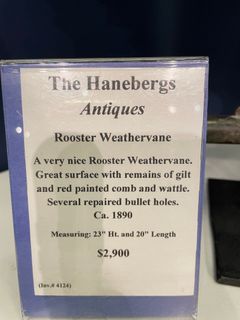 The Hanebergs
Antiques
Rooster Weathervane
A very nice Rooster Weathervane.
Great surface with remains of gilt
and red painted comb and wattle.
Several repaired bullet holes.
Ca. 1890
Measuring: 23" Ht. and 20" Length
$2,900
(Inv.# 4124)